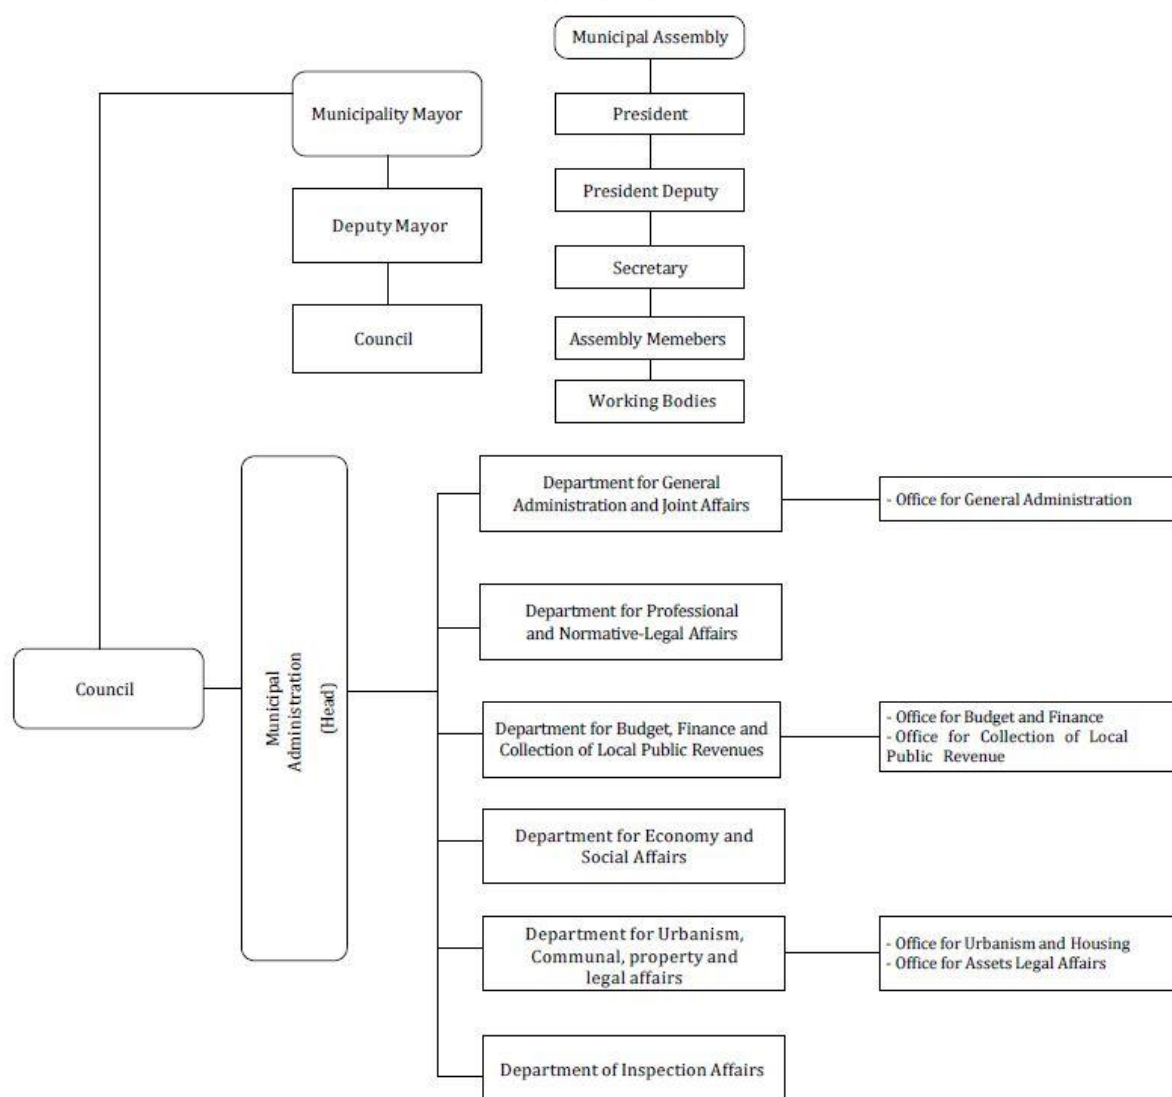 Municipal Assembly
Municipality Mayor
President
President Deputy
Deputy Mayor
Secretary
Council
Assembly Memebers
Working Bodies
Department for General
Administration and Joint Affairs
- Office for General Administration
Department for Professional
and Normative-Legal Affairs
Council
Municipal
Administration
(Head)
Department for Budget, Finance and
Collection of Local Public Revenues
- Office for Budget and Finance
- Office for Collection of Local
Public Revenue
Department for Economy and
Social Affairs
Department for Urbanism,
Communal, property and
legal affairs
- Office for Urbanism and Housing
- Office for Assets Legal Affairs
Department of Inspection Affairs